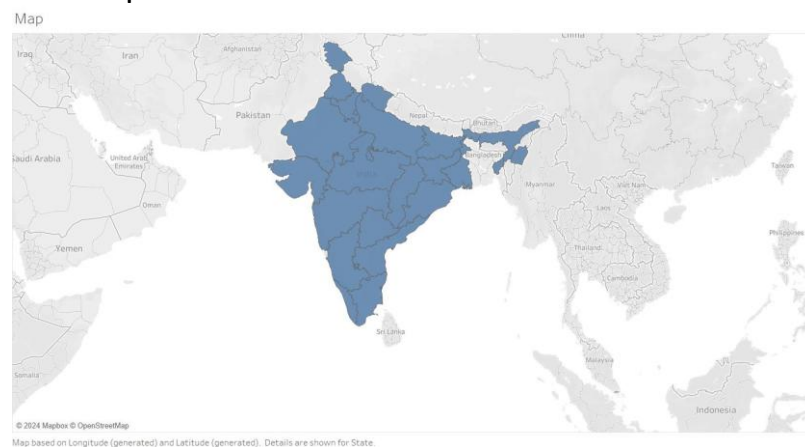 Map
China
Iraq
Iran
Afghanistan
Pakistan
Nepal
Bhutan
Bangladesh
Saudi Arabia
United Arab
Emirates
Oman
Yemen
India
Myanmar
Taiwan
Viet Nam
Laos
Thailand
Cambodia
Philippines
Sri Lanka
Somalia
Malaysia
Indonesia
© 2024 Mapbox © OpenStreetMap
Map based on Longitude (generated) and Latitude (generated). Details are shown for State.